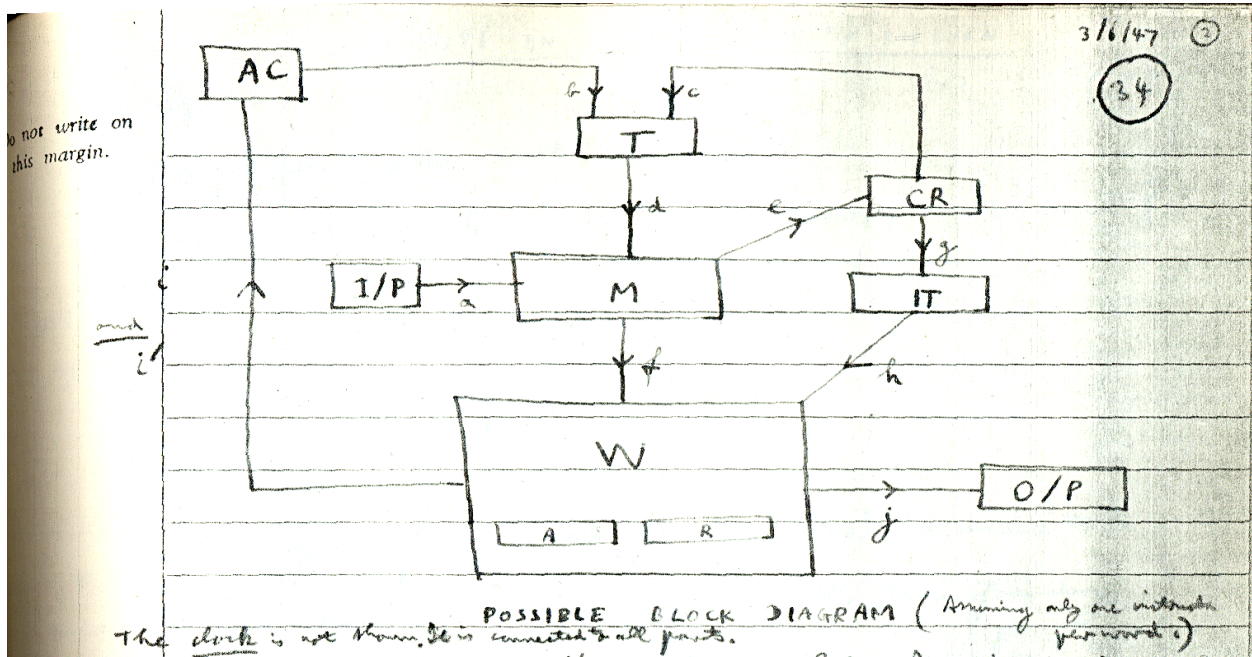 3/6/47 ②
34
AC
b
c
T
Do not write on
this margin.
d
e
CR
g
I/P
a
M
IT
i
and
i'
f
h
W
O/P
j
A
R
POSSIBLE BLOCK DIAGRAM (Assuming only one
per word.)
The clock is not shown. It is connected to all parts.